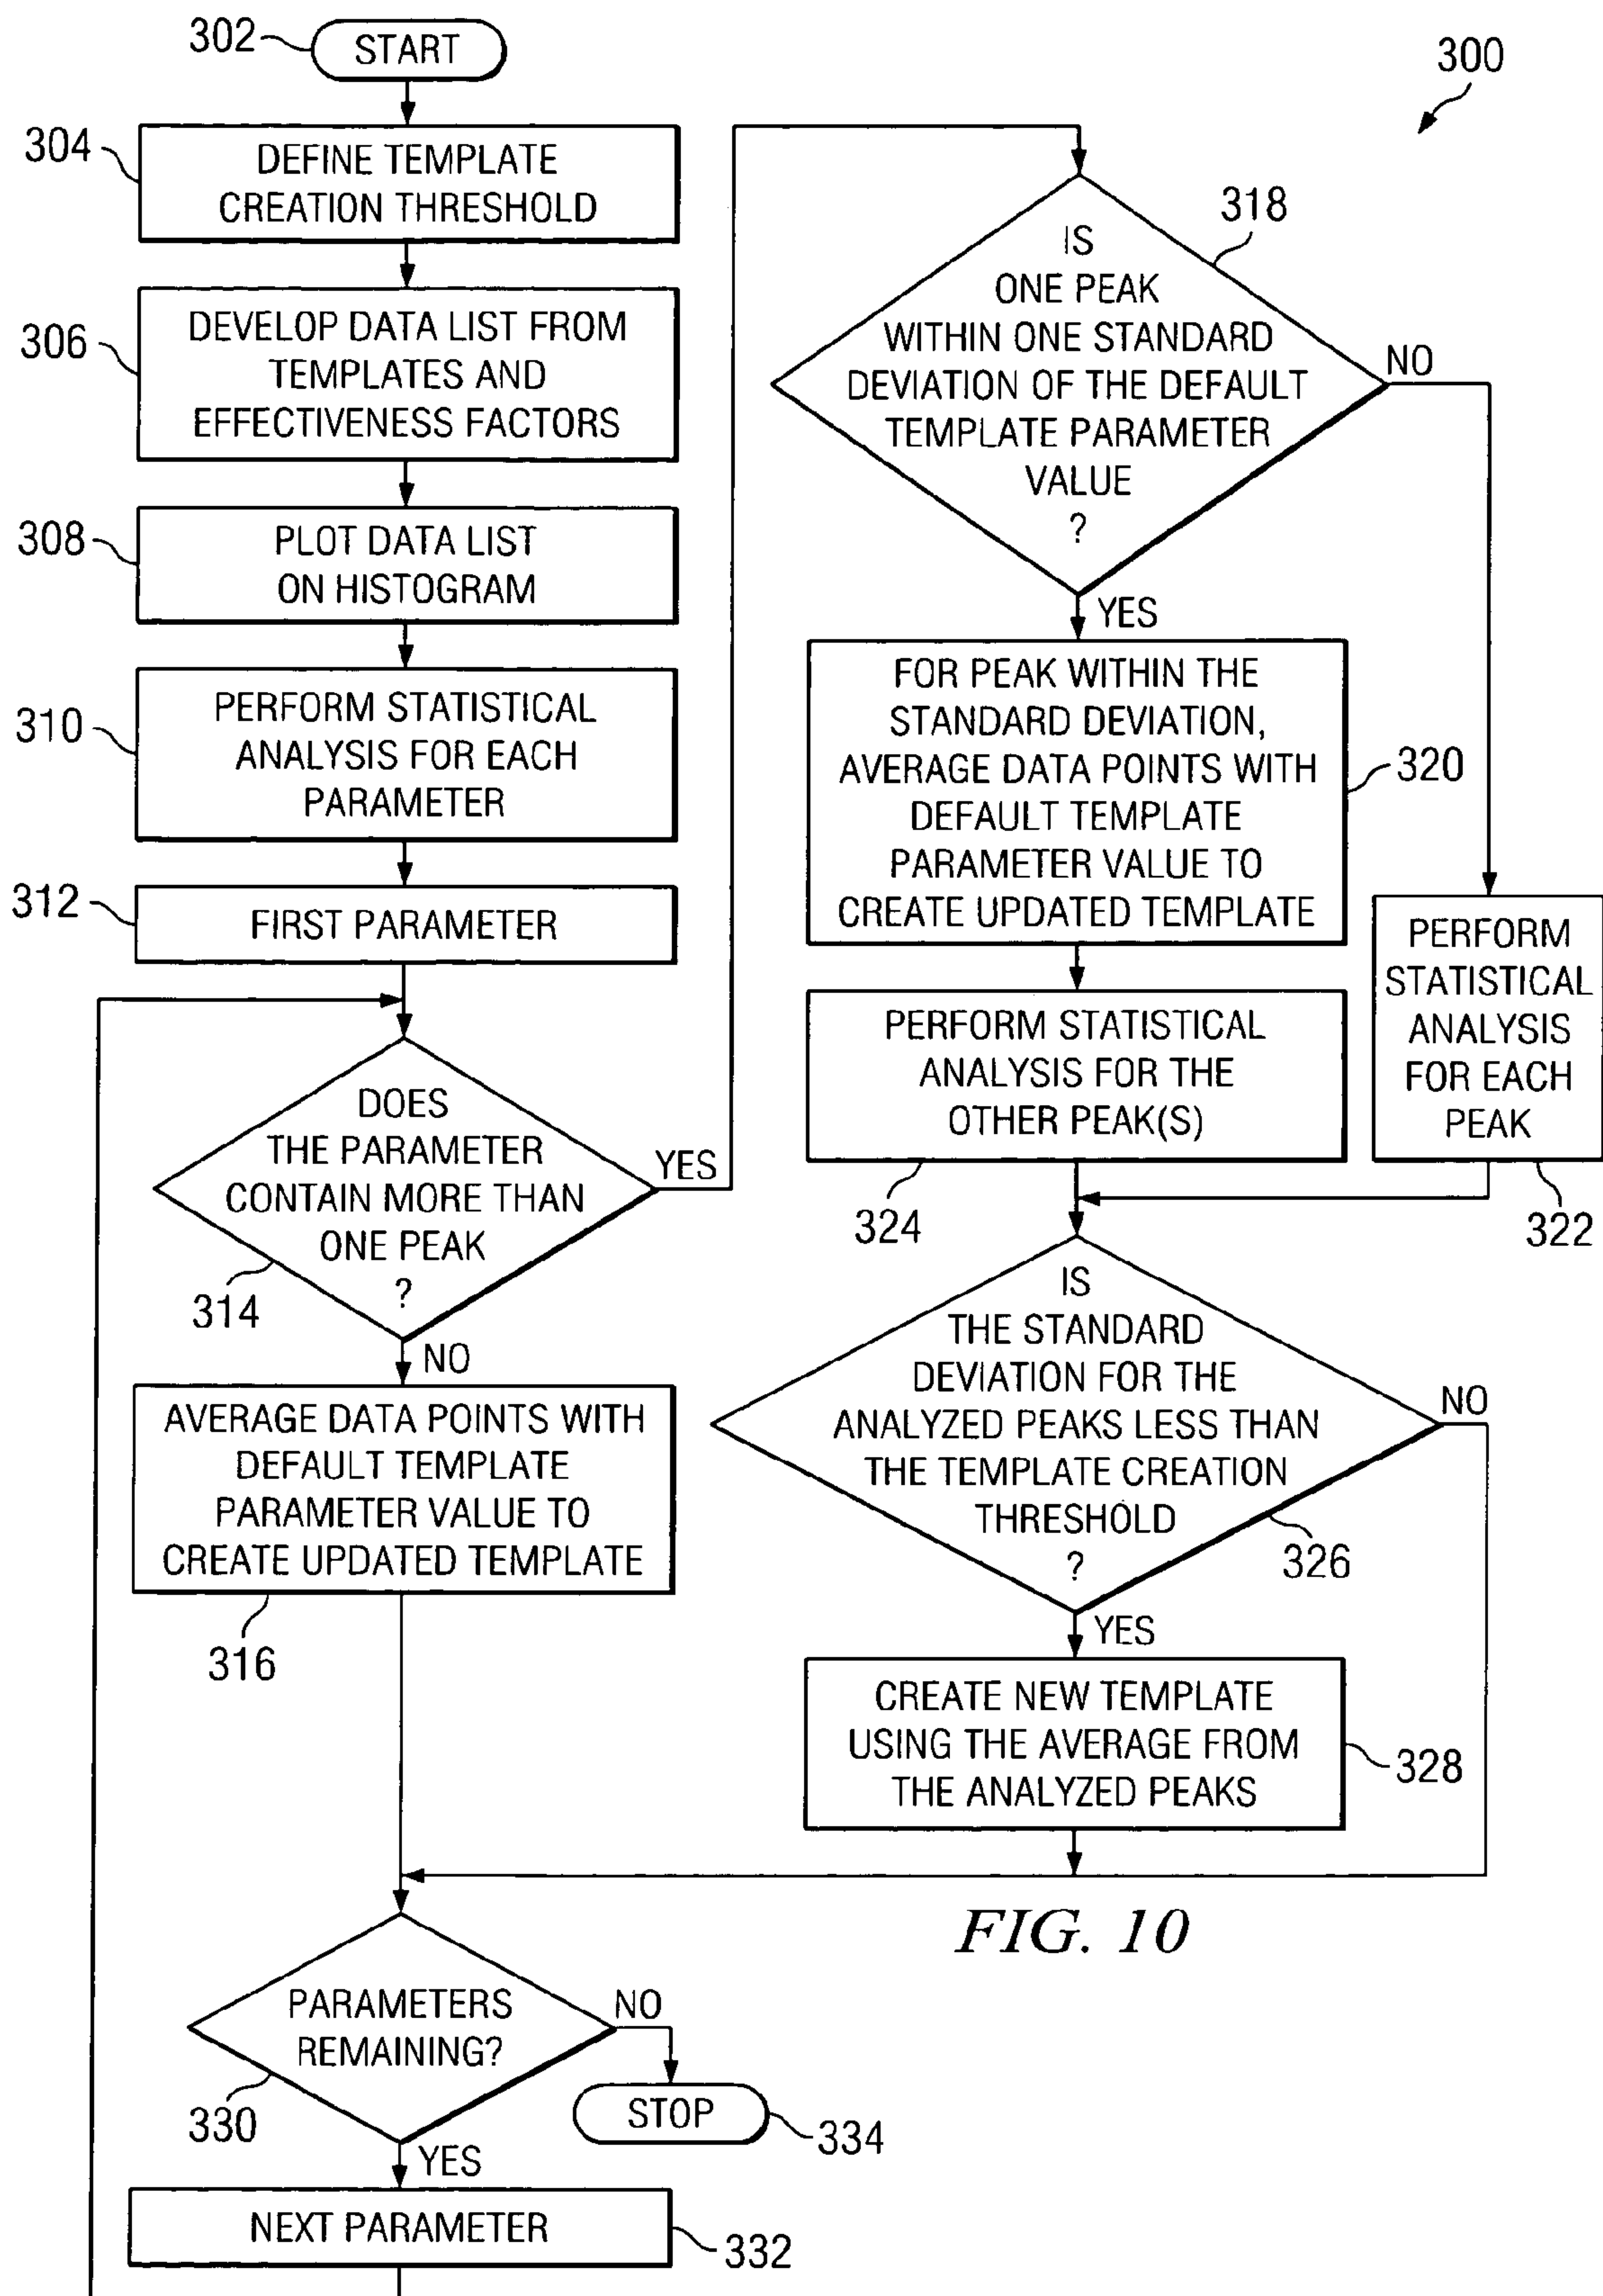 302
START
300
304
DEFINE TEMPLATE
CREATION THRESHOLD
306
DEVELOP DATA LIST FROM
TEMPLATES AND
EFFECTIVENESS FACTORS
308
PLOT DATA LIST
ON HISTOGRAM
310
PERFORM STATISTICAL
ANALYSIS FOR EACH
PARAMETER
312
FIRST PARAMETER
DOES
THE PARAMETER
CONTAIN MORE THAN
ONE PEAK
?
YES
314
NO
AVERAGE DATA POINTS WITH
DEFAULT TEMPLATE
PARAMETER VALUE TO
CREATE UPDATED TEMPLATE
316
318
IS
ONE PEAK
WITHIN ONE STANDARD
DEVIATION OF THE DEFAULT
TEMPLATE PARAMETER
VALUE
?
NO
YES
FOR PEAK WITHIN THE
STANDARD DEVIATION,
AVERAGE DATA POINTS WITH
DEFAULT TEMPLATE
PARAMETER VALUE TO
CREATE UPDATED TEMPLATE
320
PERFORM
STATISTICAL
ANALYSIS
FOR EACH
PEAK
322
PERFORM STATISTICAL
ANALYSIS FOR THE
OTHER PEAK(S)
324
IS
THE STANDARD
DEVIATION FOR THE
ANALYZED PEAKS LESS THAN
THE TEMPLATE CREATION
THRESHOLD
?
NO
326
YES
CREATE NEW TEMPLATE
USING THE AVERAGE FROM
THE ANALYZED PEAKS
328
FIG. 10
PARAMETERS
REMAINING?
NO
330
STOP
334
YES
NEXT PARAMETER
332